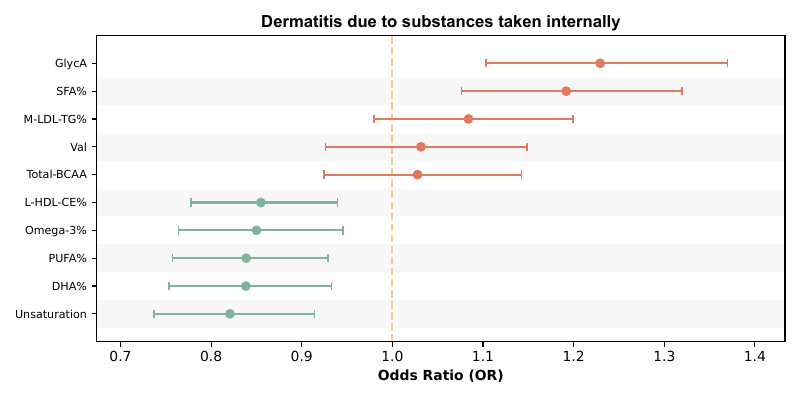 Dermatitis due to substances taken internally
GlycA
SFA%
M-LDL-TG%
Val
Total-BCAA
L-HDL-CE%
Omega-3%
PUFA%
DHA%
Unsaturation
0.7 0.8 0.9 1.0 1.1 1.2 1.3 1.4
Odds Ratio (OR)